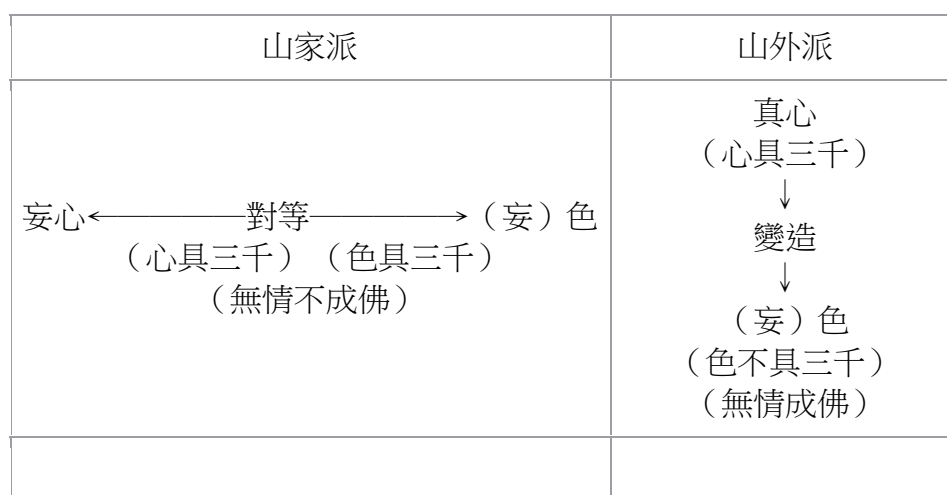 山家派
山外派
妄心←————對等————→（妄）色
（心具三千）（色具三千）
（無情不成佛）
真心
（心具三千）
↓
變造
↓
（妄）色
（色不具三千）
（無情成佛）